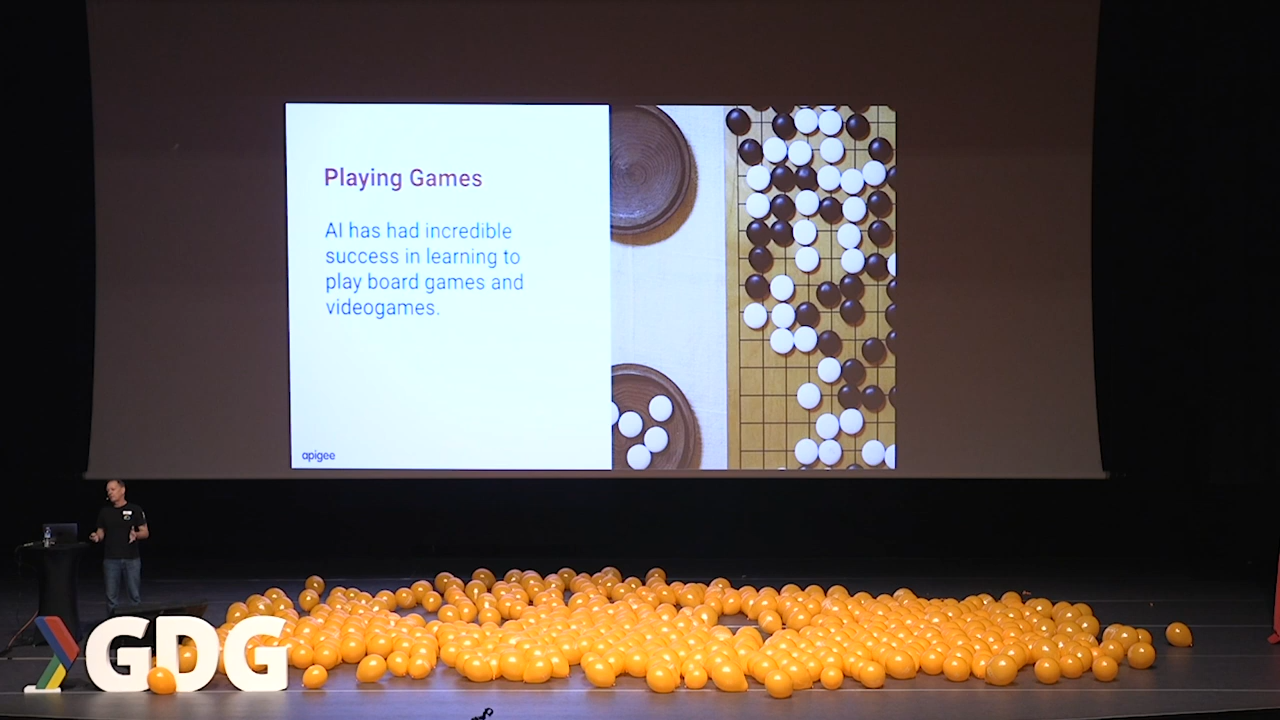 Playing Games
AI has had incredible
success in learning to
play board games and
videogames.
apigee
GDG